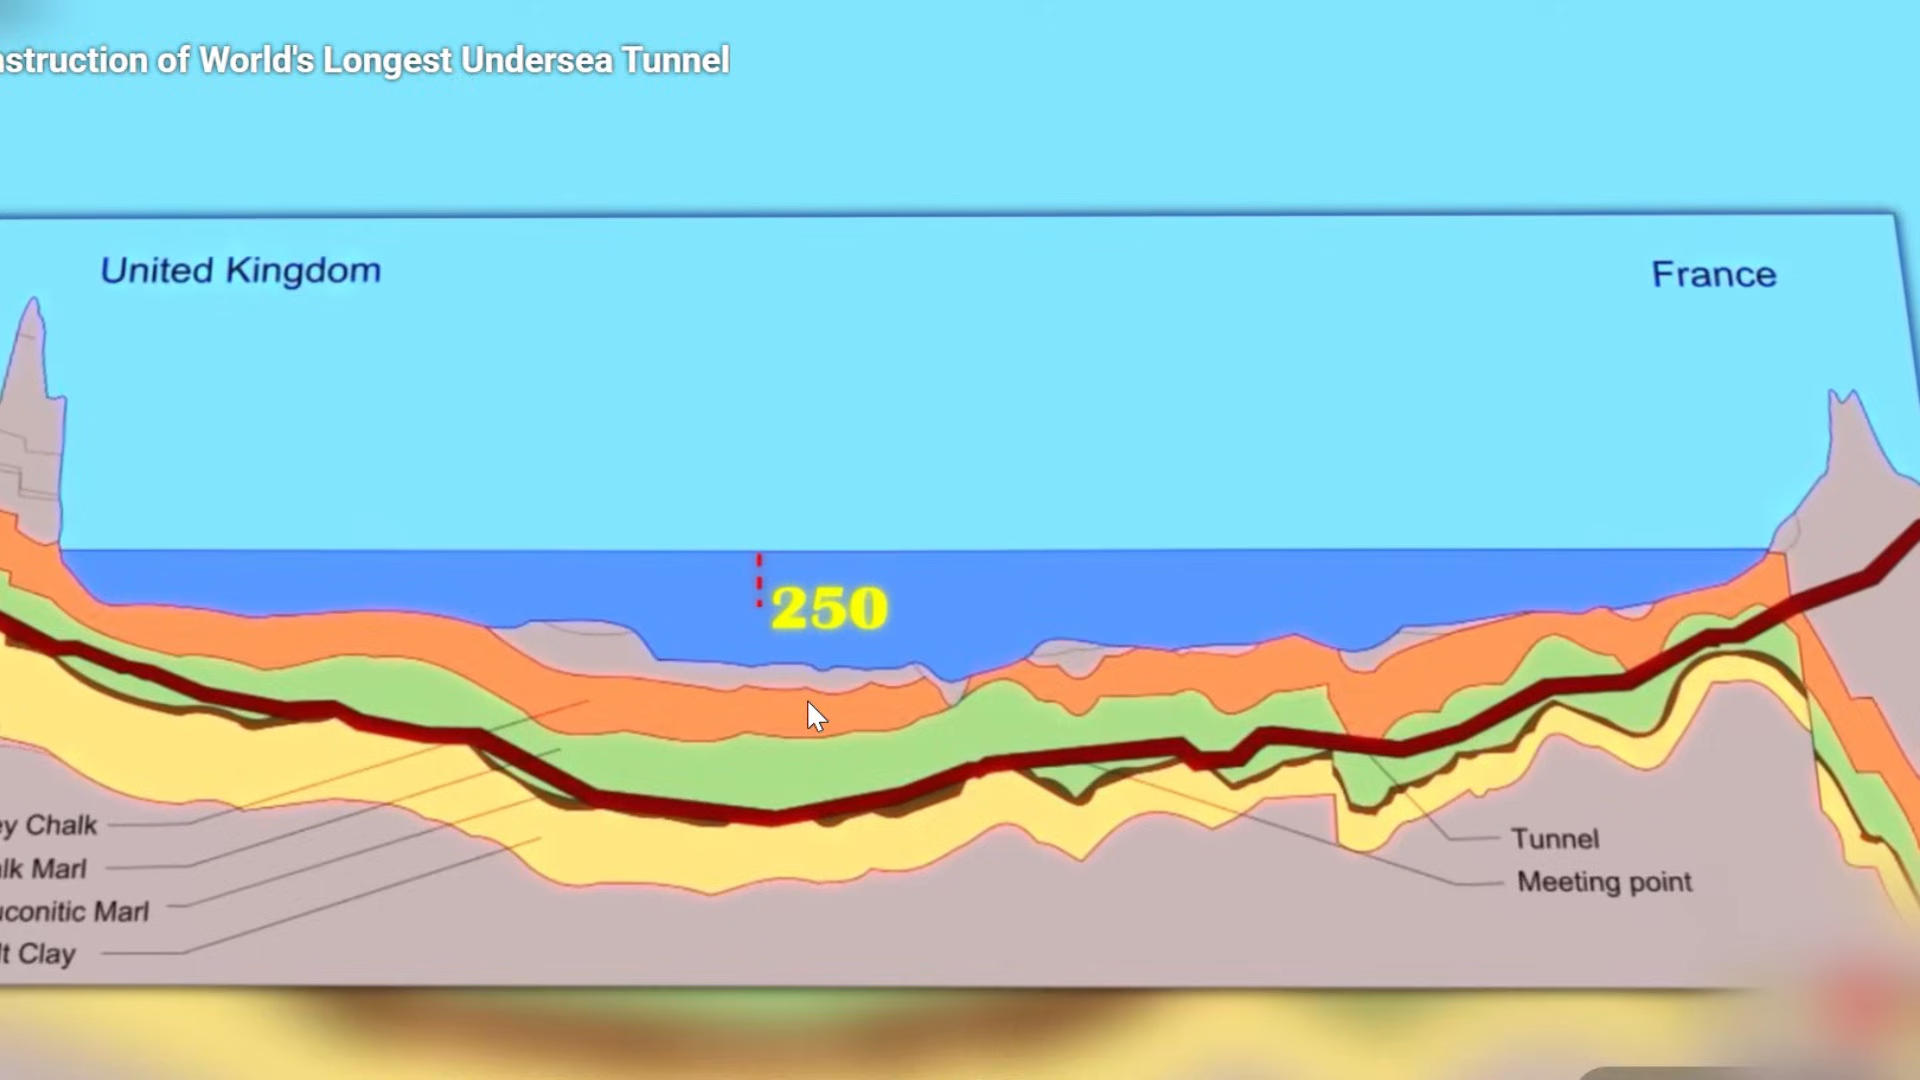 nstruction of World's Longest Undersea Tunnel
United Kingdom
France
250
ey Chalk
lk Marl
uconitic Marl
lt Clay
Tunnel
Meeting point